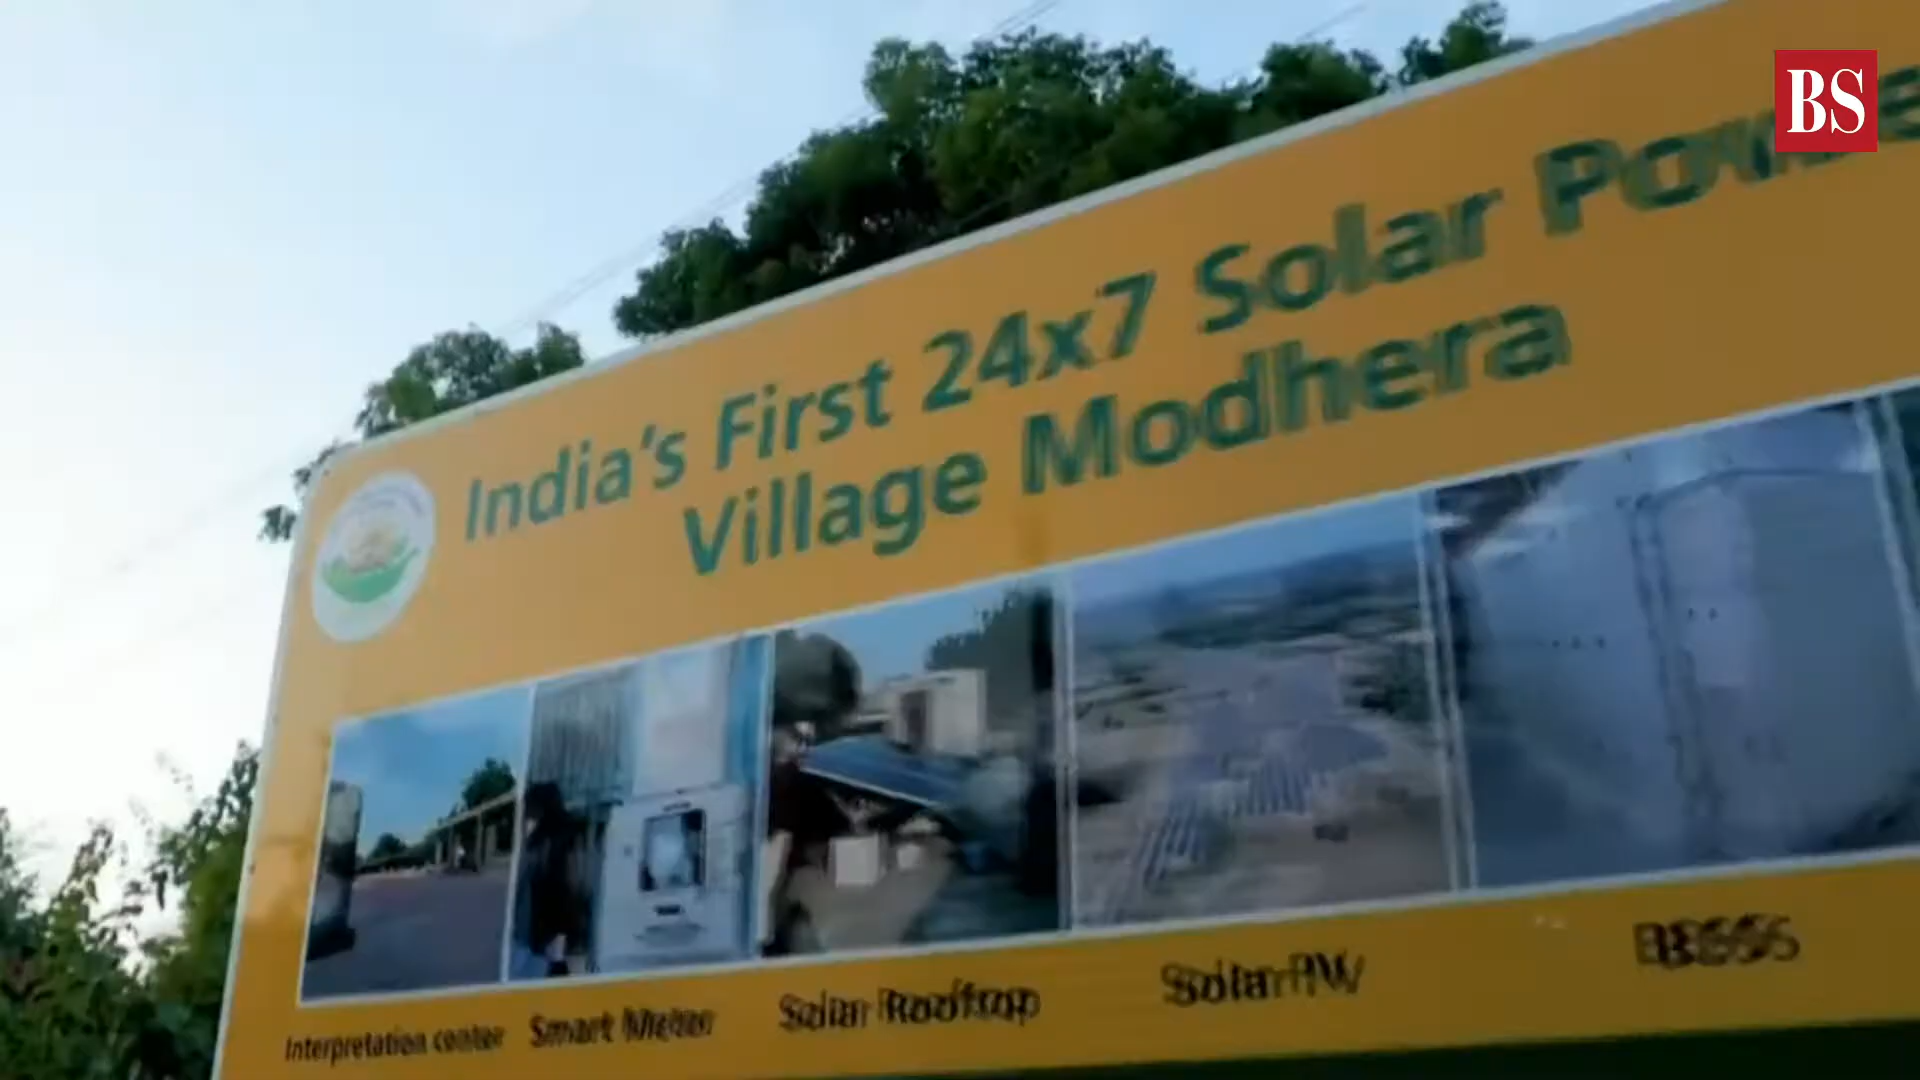 BS
India's First 24x7 Solar Powe
Village Modhera
Interpretation center
Smart Meter
Solar Rooftop
Solar PV
BESS